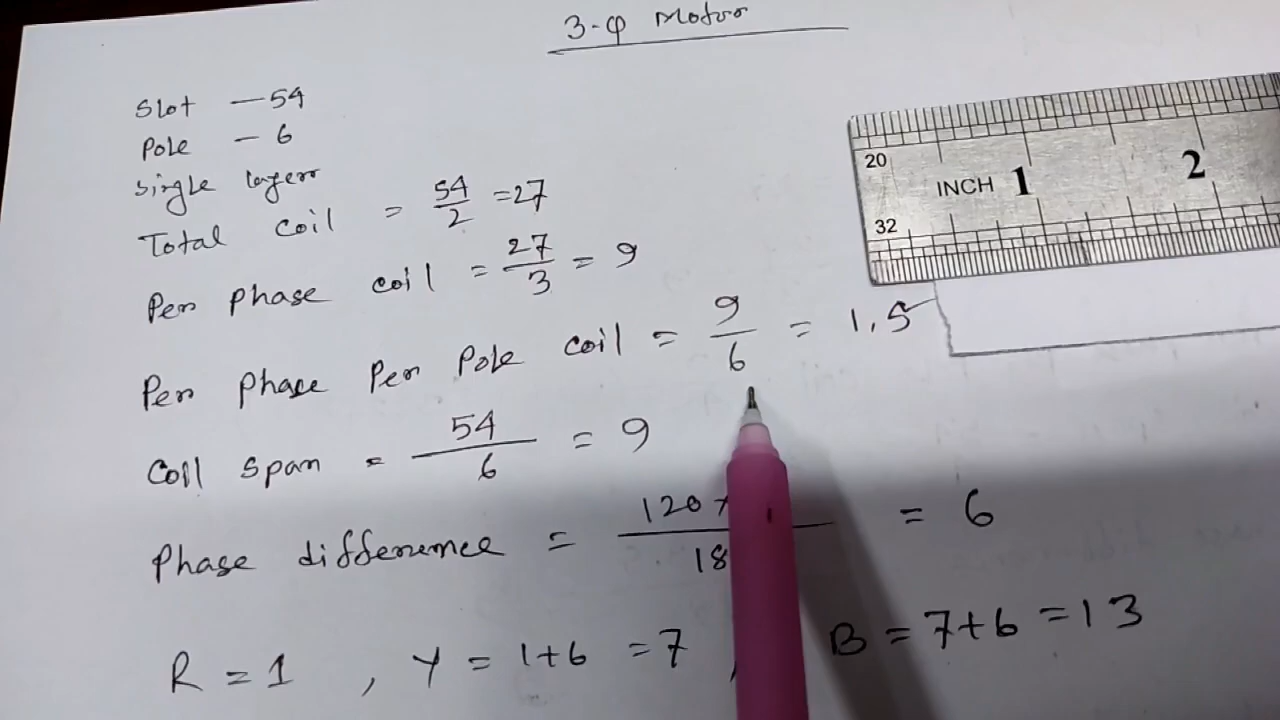 3-φ Motor
Slot — 54
Pole — 6
Single layer
Total coil = 54/2 = 27
Per phase coil = 27/3 = 9
Per phase Per Pole coil = 9/6 = 1.5
Coil span = 54/6 = 9
Phase difference = 120 / 18 = 6
R = 1 , Y = 1+6 = 7 , B = 7+6 = 13
20
INCH 1 2
32